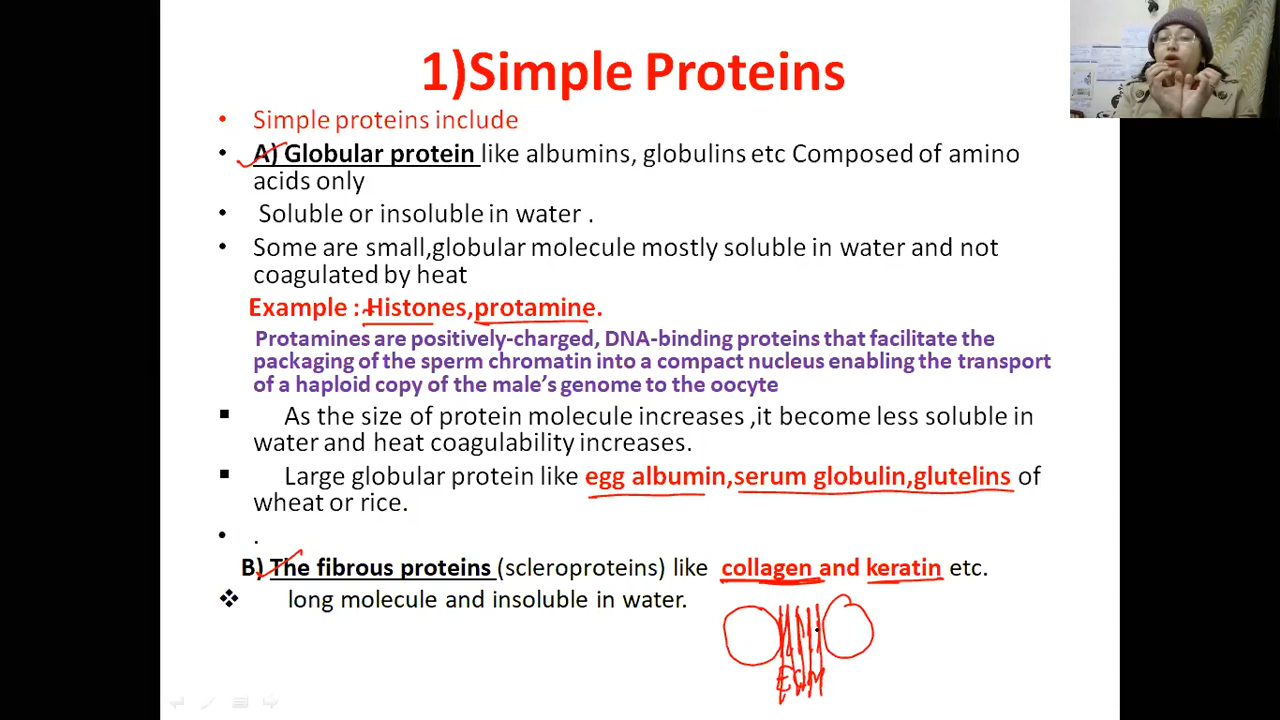 1)Simple Proteins
• Simple proteins include
• A) Globular protein like albumins, globulins etc Composed of amino
acids only
• Soluble or insoluble in water .
• Some are small,globular molecule mostly soluble in water and not
coagulated by heat
Example : Histones,protamine.
Protamines are positively-charged, DNA-binding proteins that facilitate the
packaging of the sperm chromatin into a compact nucleus enabling the transport
of a haploid copy of the male's genome to the oocyte
▪ As the size of protein molecule increases ,it become less soluble in
water and heat coagulability increases.
▪ Large globular protein like egg albumin,serum globulin,glutelins of
wheat or rice.
• .
B) The fibrous proteins (scleroproteins) like collagen and keratin etc.
❖ long molecule and insoluble in water.
ECM